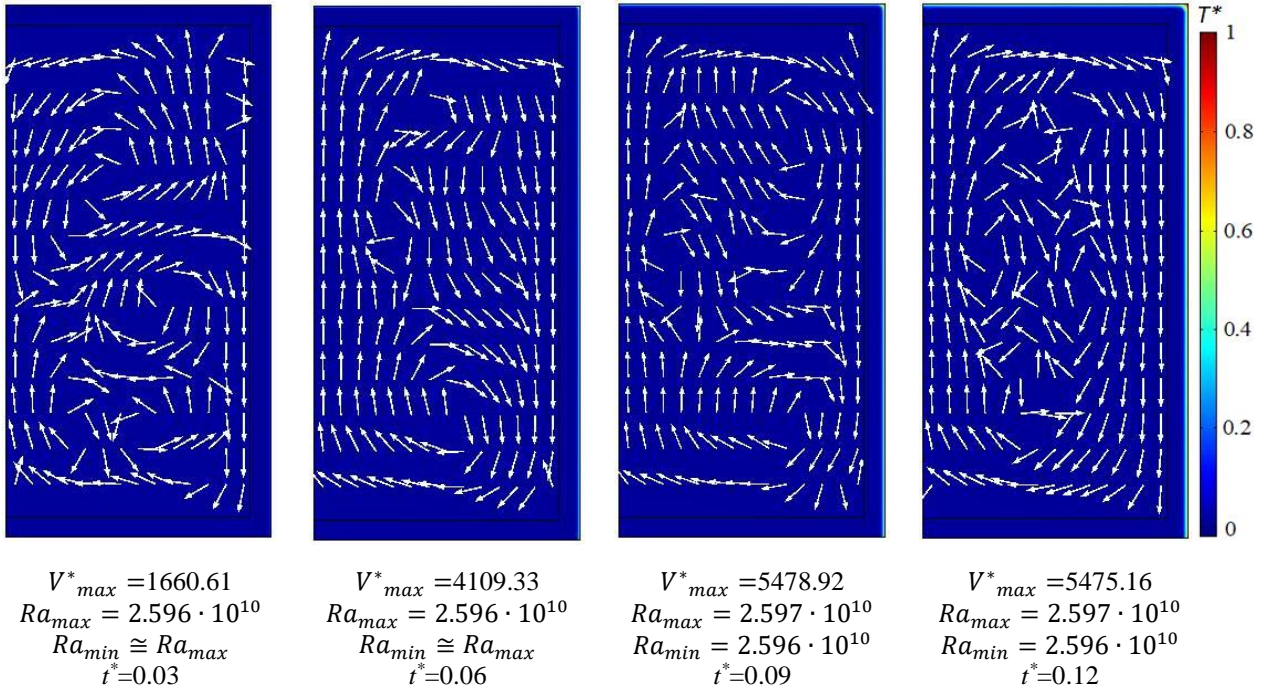 T*
1
0.8
0.6
0.4
0.2
0
V*max =1660.61
Ramax = 2.596 · 10^10
Ramin ≅ Ramax
t*=0.03
V*max =4109.33
Ramax = 2.596 · 10^10
Ramin ≅ Ramax
t*=0.06
V*max =5478.92
Ramax = 2.597 · 10^10
Ramin = 2.596 · 10^10
t*=0.09
V*max =5475.16
Ramax = 2.597 · 10^10
Ramin = 2.596 · 10^10
t*=0.12